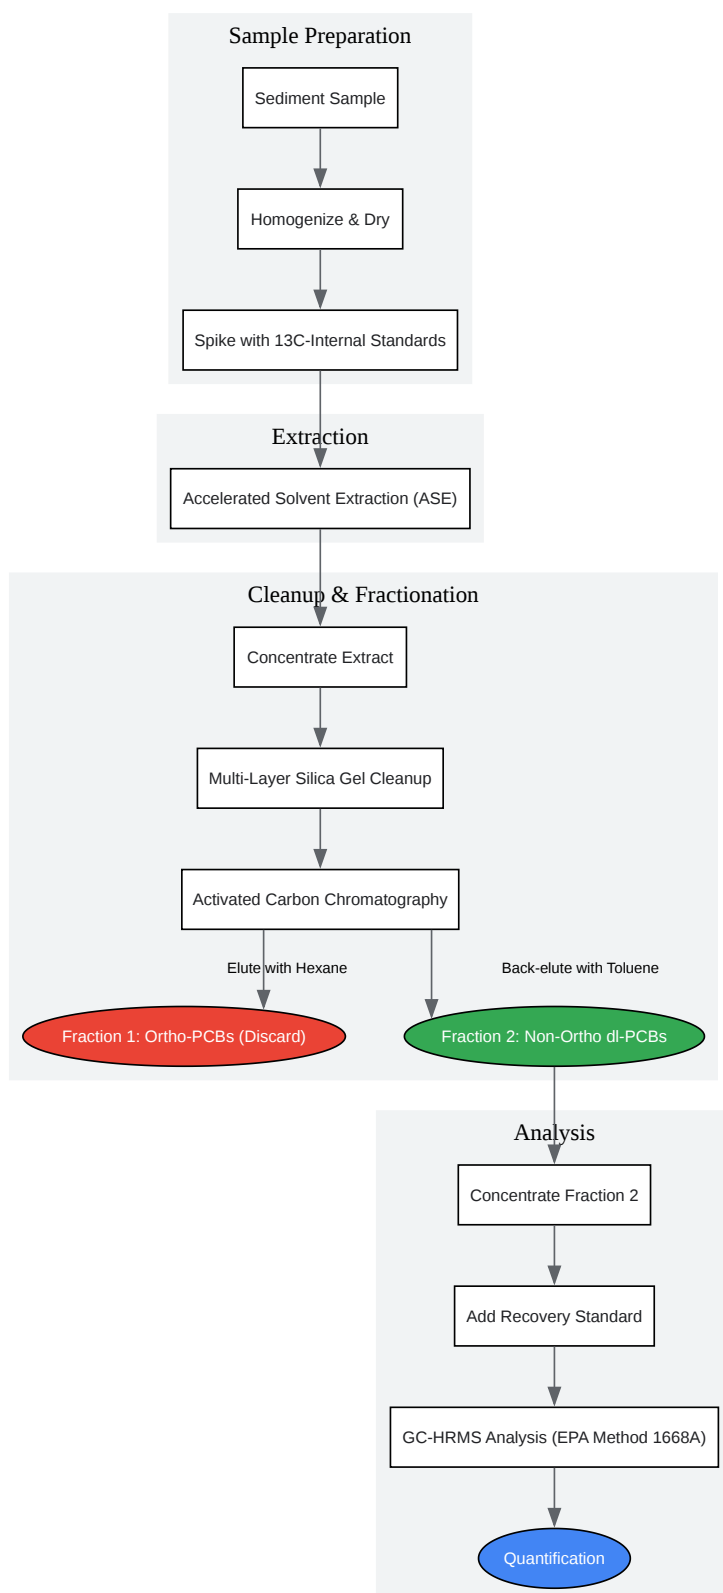 Sample Preparation
Sediment Sample
Homogenize & Dry
Spike with 13C-Internal Standards
Extraction
Accelerated Solvent Extraction (ASE)
Cleanup & Fractionation
Concentrate Extract
Multi-Layer Silica Gel Cleanup
Activated Carbon Chromatography
Elute with Hexane
Back-elute with Toluene
Fraction 1: Ortho-PCBs (Discard)
Fraction 2: Non-Ortho dl-PCBs
Analysis
Concentrate Fraction 2
Add Recovery Standard
GC-HRMS Analysis (EPA Method 1668A)
Quantification